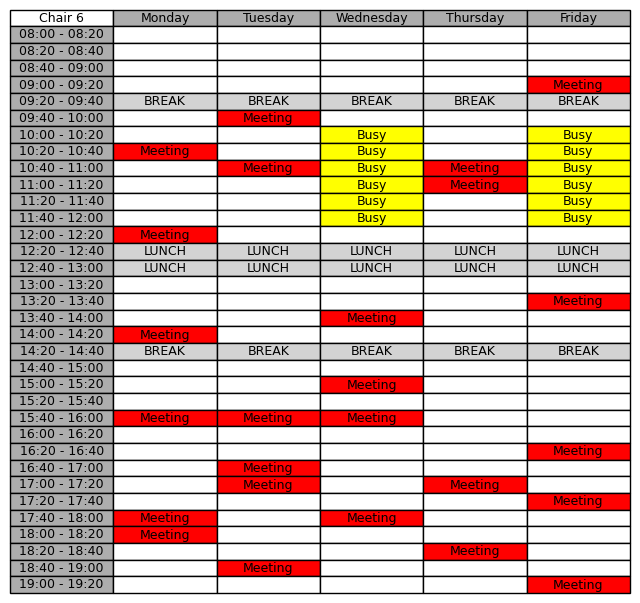 Chair 6 Monday Tuesday Wednesday Thursday Friday
08:00 - 08:20
08:20 - 08:40
08:40 - 09:00
09:00 - 09:20 Meeting
09:20 - 09:40 BREAK BREAK BREAK BREAK BREAK
09:40 - 10:00 Meeting
10:00 - 10:20 Busy Busy
10:20 - 10:40 Meeting Busy Busy
10:40 - 11:00 Meeting Busy Meeting Busy
11:00 - 11:20 Busy Meeting Busy
11:20 - 11:40 Busy Busy
11:40 - 12:00 Busy Busy
12:00 - 12:20 Meeting
12:20 - 12:40 LUNCH LUNCH LUNCH LUNCH LUNCH
12:40 - 13:00 LUNCH LUNCH LUNCH LUNCH LUNCH
13:00 - 13:20
13:20 - 13:40 Meeting
13:40 - 14:00 Meeting
14:00 - 14:20 Meeting
14:20 - 14:40 BREAK BREAK BREAK BREAK BREAK
14:40 - 15:00
15:00 - 15:20 Meeting
15:20 - 15:40
15:40 - 16:00 Meeting Meeting Meeting
16:00 - 16:20
16:20 - 16:40 Meeting
16:40 - 17:00 Meeting
17:00 - 17:20 Meeting Meeting
17:20 - 17:40 Meeting
17:40 - 18:00 Meeting Meeting
18:00 - 18:20 Meeting
18:20 - 18:40 Meeting
18:40 - 19:00 Meeting
19:00 - 19:20 Meeting